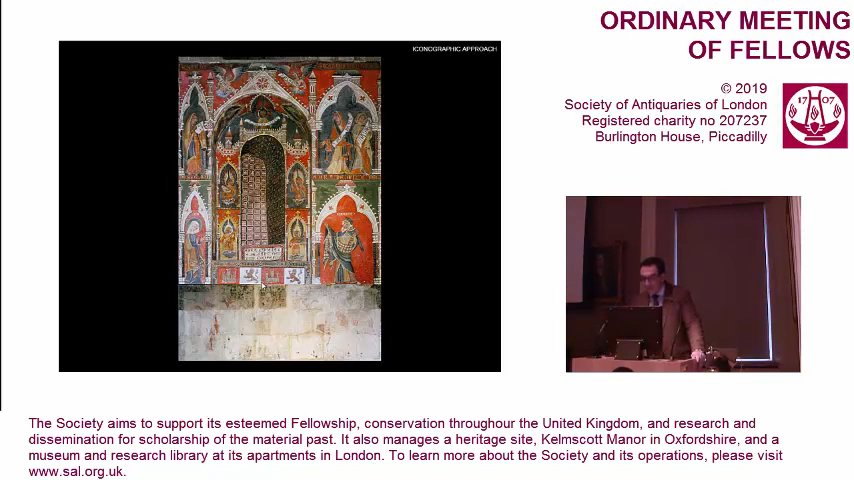 ORDINARY MEETING
OF FELLOWS
ICONOGRAPHIC APPROACH
© 2019
Society of Antiquaries of London
Registered charity no 207237
Burlington House, Piccadilly
17 07
The Society aims to support its esteemed Fellowship, conservation throughour the United Kingdom, and research and
dissemination for scholarship of the material past. It also manages a heritage site, Kelmscott Manor in Oxfordshire, and a
museum and research library at its apartments in London. To learn more about the Society and its operations, please visit
www.sal.org.uk.